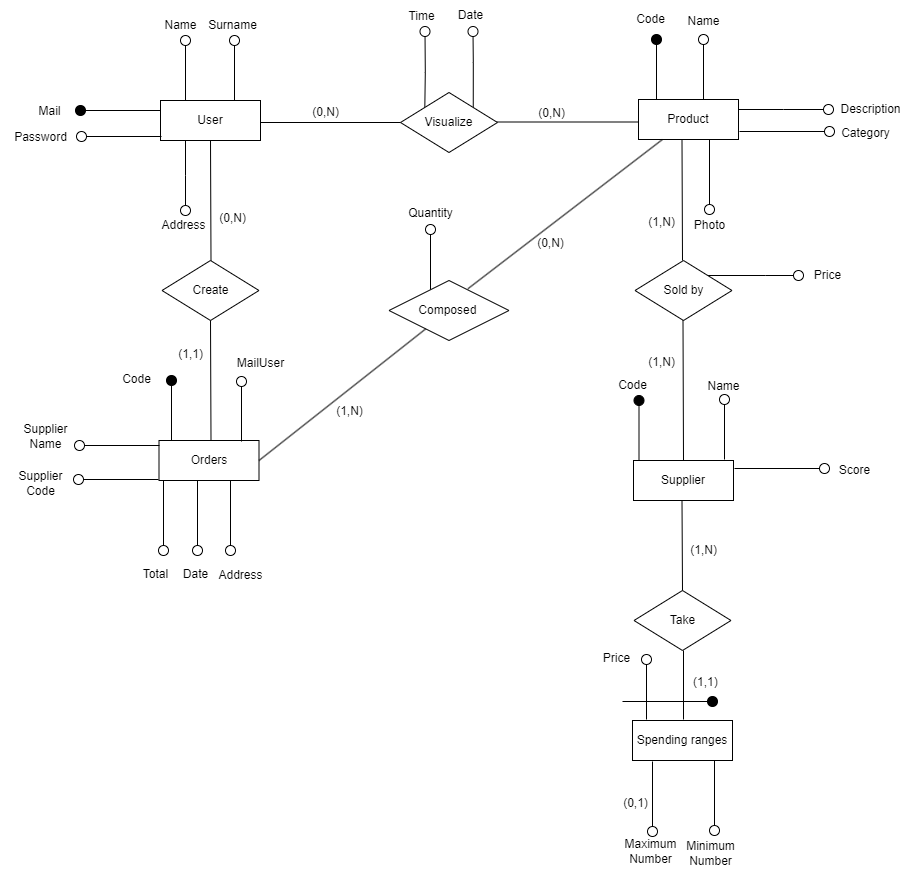 Name
Surname
Time
Date
Code
Name
Mail
Password
User
(0,N)
Visualize
(0,N)
Product
Description
Category
Address
(0,N)
Quantity
(0,N)
(1,N)
Photo
Create
Composed
Sold by
Price
(1,1)
MailUser
Code
(1,N)
(1,N)
Code
Name
Supplier
Name
Supplier
Code
Orders
Supplier
Score
Total
Date
Address
(1,N)
Take
Price
(1,1)
Spending ranges
(0,1)
Maximum
Number
Minimum
Number